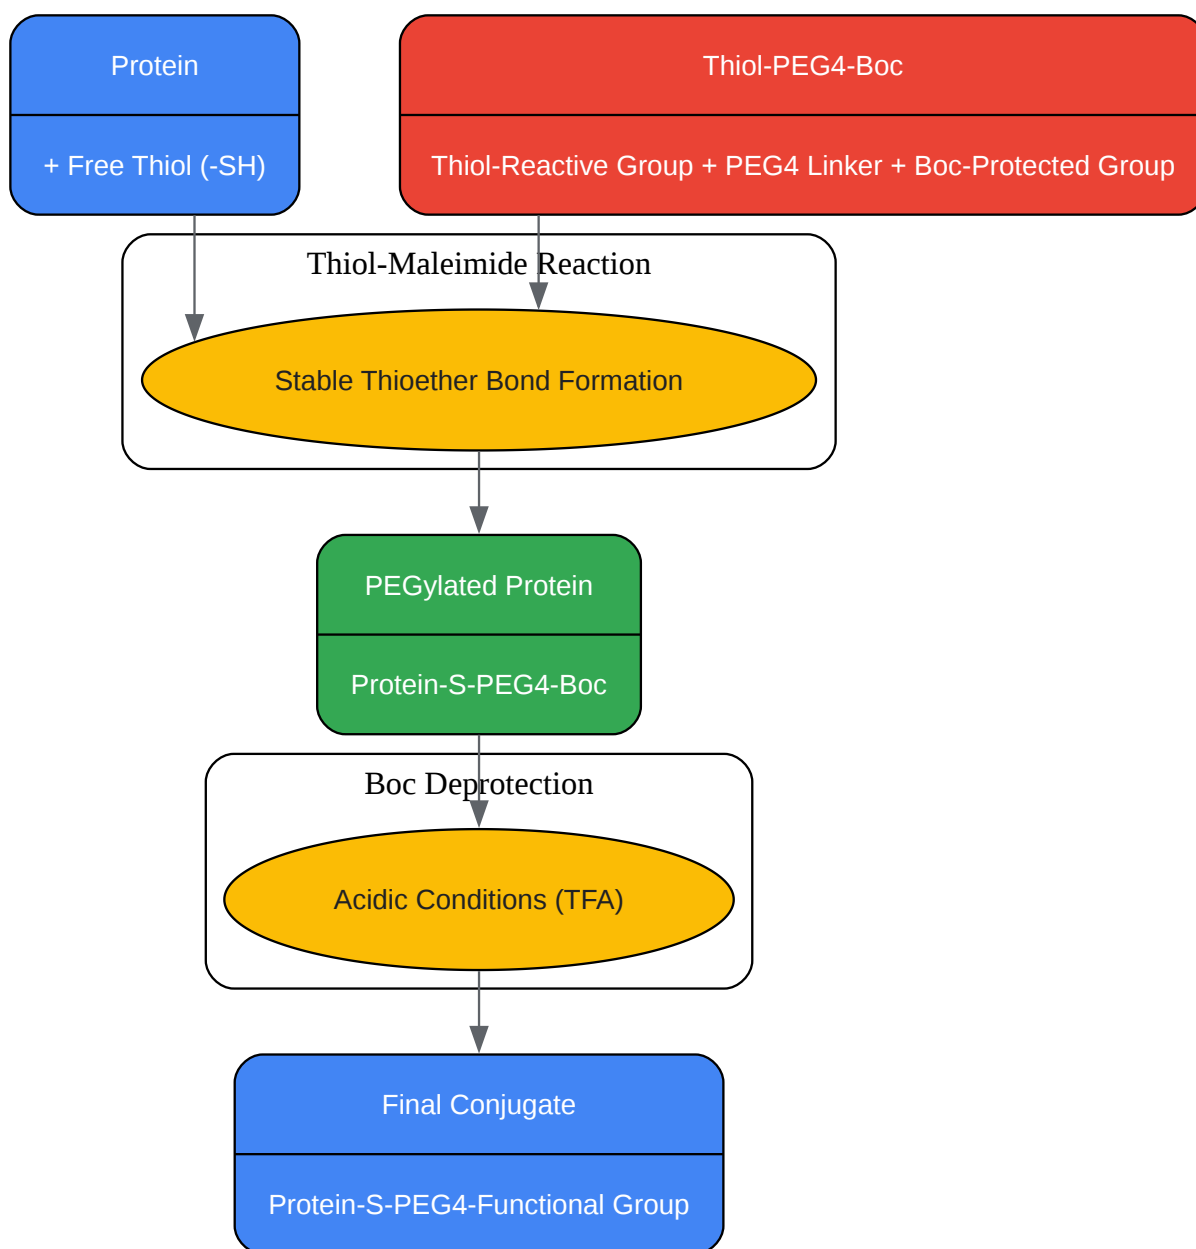 Protein
+ Free Thiol (-SH)
Thiol-PEG4-Boc
Thiol-Reactive Group + PEG4 Linker + Boc-Protected Group
Thiol-Maleimide Reaction
Stable Thioether Bond Formation
PEGylated Protein
Protein-S-PEG4-Boc
Boc Deprotection
Acidic Conditions (TFA)
Final Conjugate
Protein-S-PEG4-Functional Group